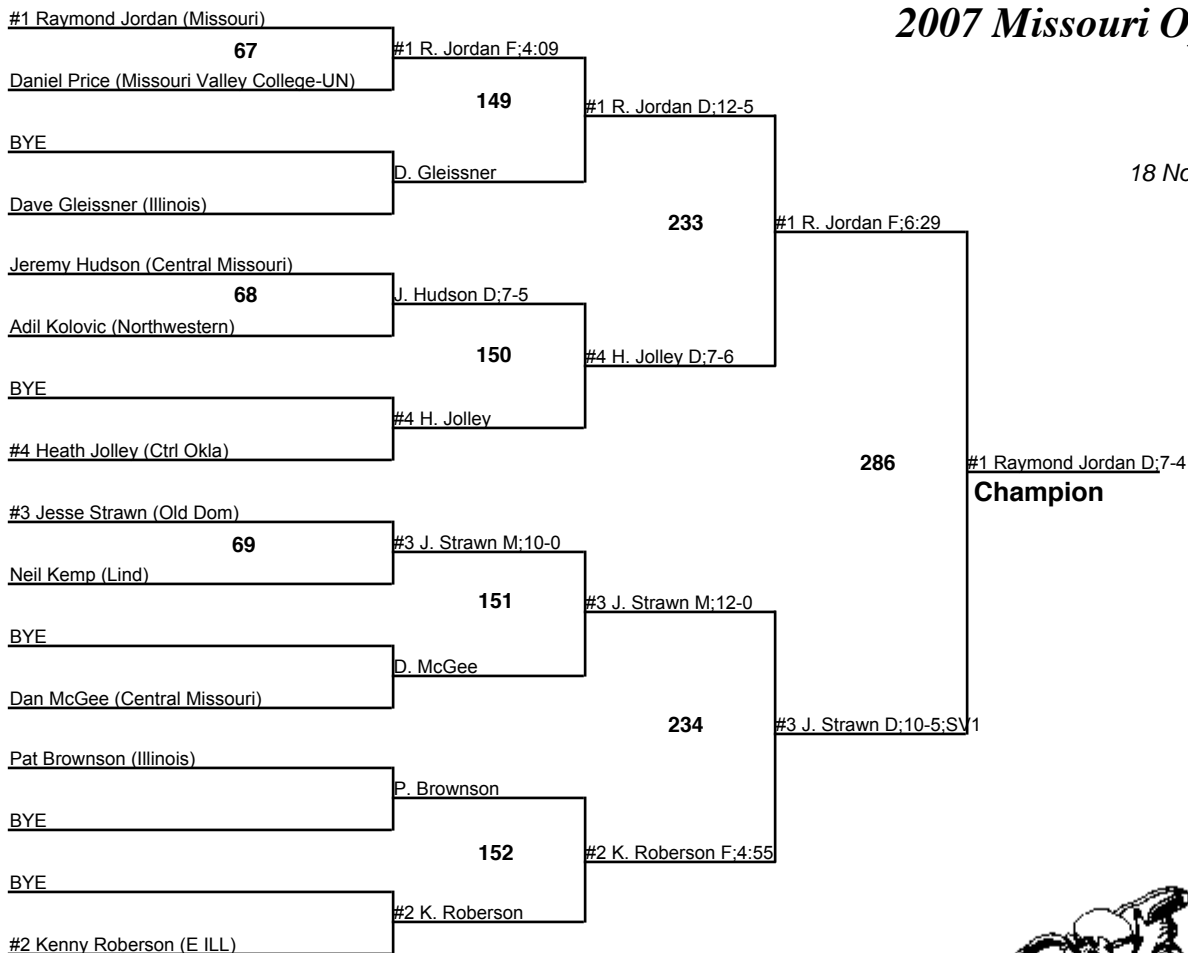 2007 Missouri O
18 No
#1 Raymond Jordan (Missouri)
67
Daniel Price (Missouri Valley College-UN)
#1 R. Jordan F;4:09
149
BYE
D. Gleissner
Dave Gleissner (Illinois)
#1 R. Jordan D;12-5
233
Jeremy Hudson (Central Missouri)
68
Adil Kolovic (Northwestern)
J. Hudson D;7-5
150
BYE
#4 H. Jolley
#4 Heath Jolley (Ctrl Okla)
#4 H. Jolley D;7-6
#1 R. Jordan F;6:29
286
#1 Raymond Jordan D;7-4
Champion
#3 Jesse Strawn (Old Dom)
69
Neil Kemp (Lind)
#3 J. Strawn M;10-0
151
BYE
D. McGee
Dan McGee (Central Missouri)
#3 J. Strawn M;12-0
234
#3 J. Strawn D;10-5;SV1
Pat Brownson (Illinois)
P. Brownson
BYE
152
#2 K. Roberson F;4:55
BYE
#2 K. Roberson
#2 Kenny Roberson (E ILL)